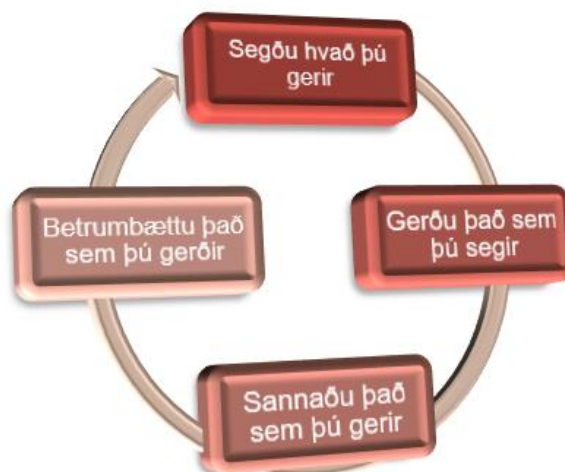 Segðu hvað þú
gerir
Gerðu það sem
þú segir
Sannaðu það
sem þú gerir
Betrumbættu það
sem þú gerðir